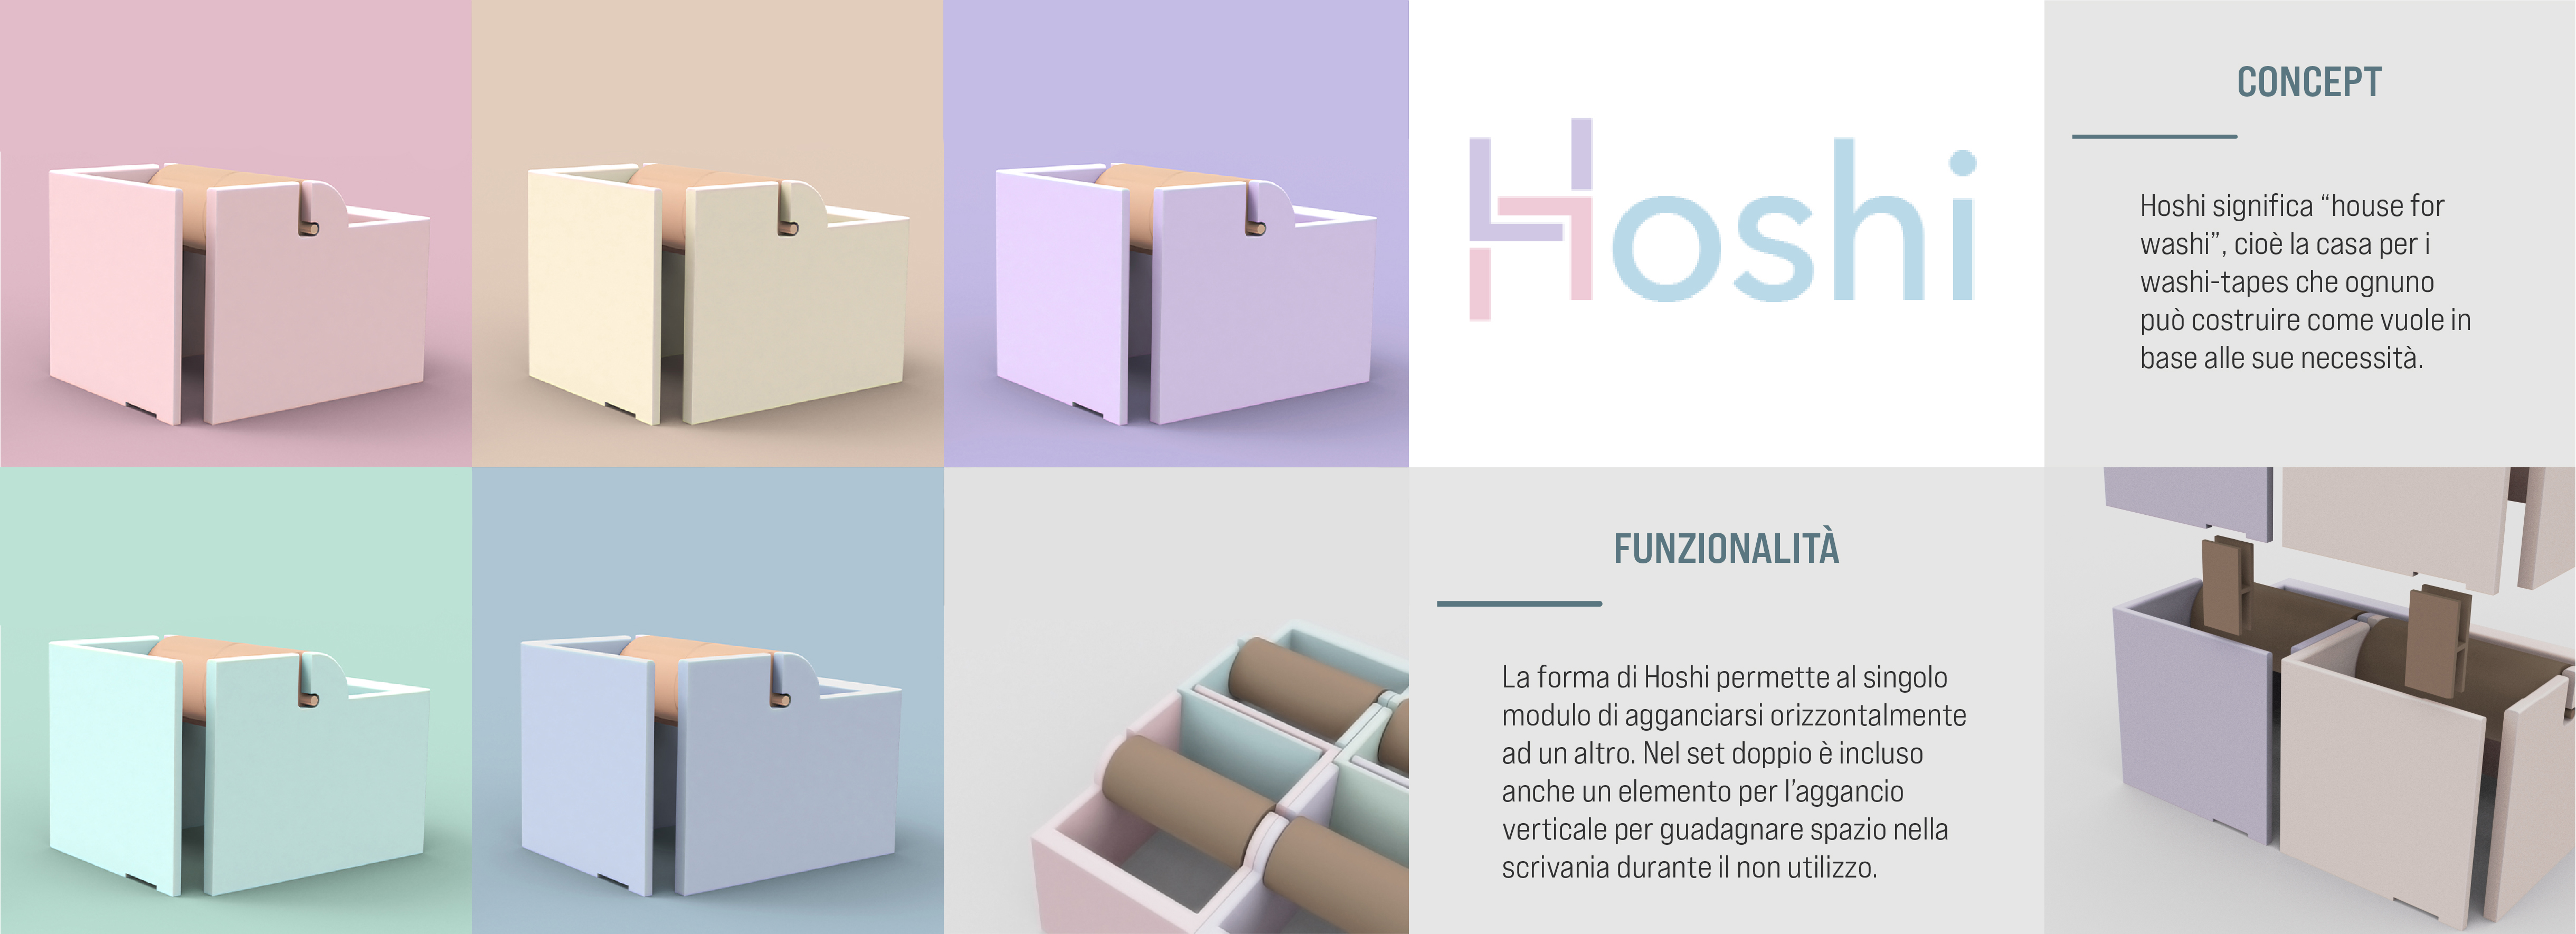 Hoshi
CONCEPT
Hoshi significa “house for
washi”, cioè la casa per i
washi-tapes che ognuno
può costruire come vuole in
base alle sue necessità.
FUNZIONALITÀ
La forma di Hoshi permette al singolo
modulo di agganciarsi orizzontalmente
ad un altro. Nel set doppio è incluso
anche un elemento per l’aggancio
verticale per guadagnare spazio nella
scrivania durante il non utilizzo.